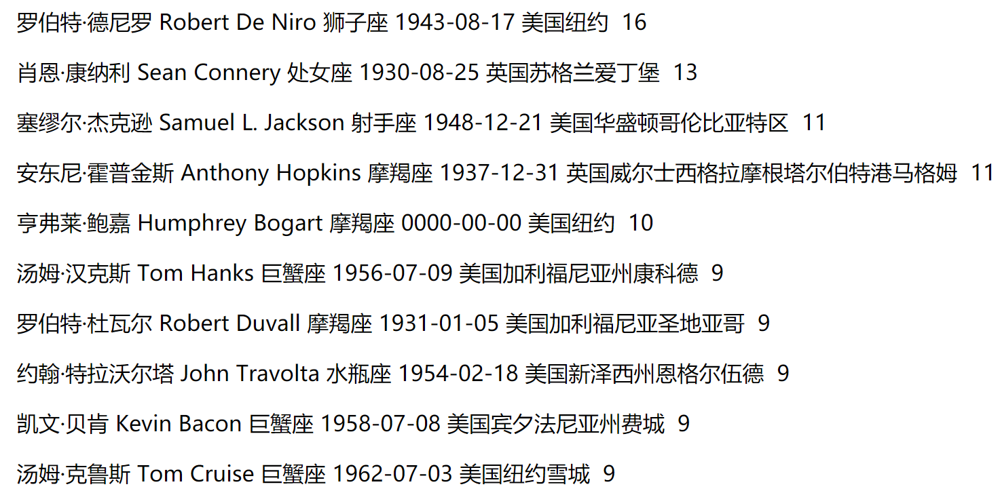 罗伯特·德尼罗 Robert De Niro 狮子座 1943-08-17 美国纽约 16
肖恩·康纳利 Sean Connery 处女座 1930-08-25 英国苏格兰爱丁堡 13
塞缪尔·杰克逊 Samuel L. Jackson 射手座 1948-12-21 美国华盛顿哥伦比亚特区 11
安东尼·霍普金斯 Anthony Hopkins 摩羯座 1937-12-31 英国威尔士西格拉摩根塔尔伯特港马格姆 11
亨弗莱·鲍嘉 Humphrey Bogart 摩羯座 0000-00-00 美国纽约 10
汤姆·汉克斯 Tom Hanks 巨蟹座 1956-07-09 美国加利福尼亚州康科德 9
罗伯特·杜瓦尔 Robert Duvall 摩羯座 1931-01-05 美国加利福尼亚圣地亚哥 9
约翰·特拉沃尔塔 John Travolta 水瓶座 1954-02-18 美国新泽西州恩格尔伍德 9
凯文·贝肯 Kevin Bacon 巨蟹座 1958-07-08 美国宾夕法尼亚州费城 9
汤姆·克鲁斯 Tom Cruise 巨蟹座 1962-07-03 美国纽约雪城 9